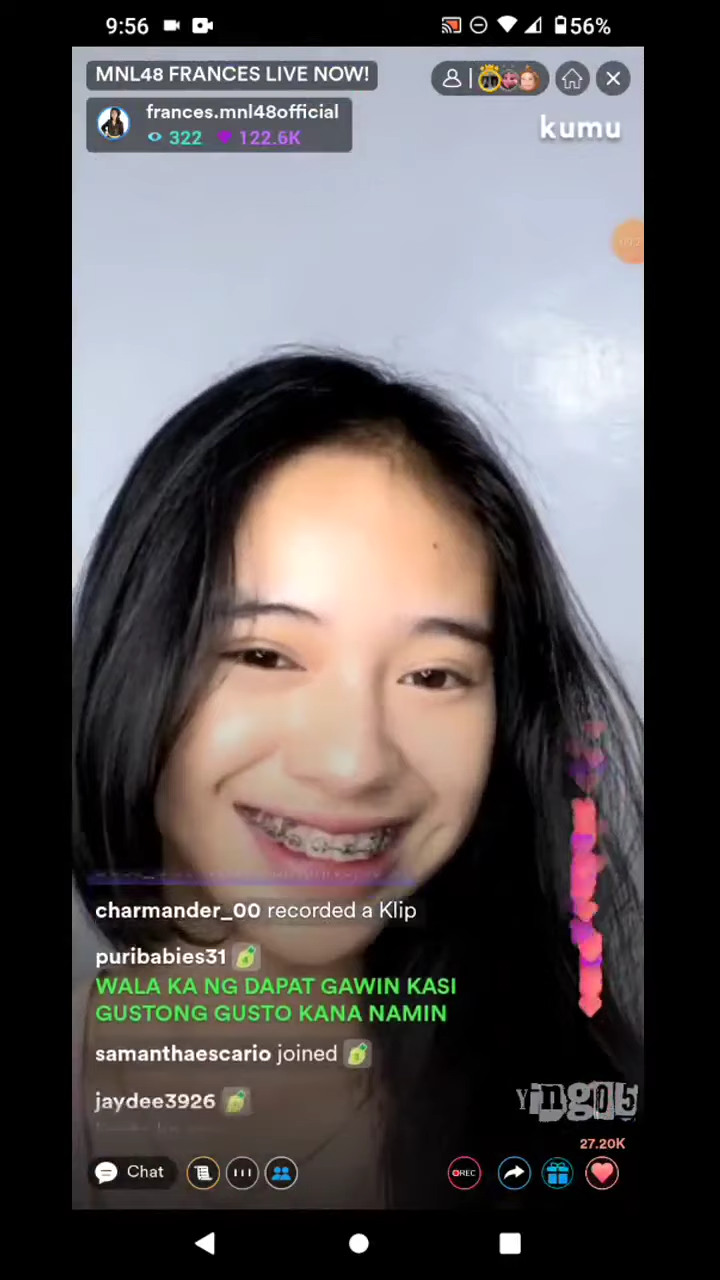 9:56
56%
MNL48 FRANCES LIVE NOW!
frances.mnl48official
322 122.6K
kumu
charmander_00 recorded a Klip
puribabies31
WALA KA NG DAPAT GAWIN KASI
GUSTONG GUSTO KANA NAMIN
samanthaescario joined
jaydee3926
Yingo5
27.20K
Chat
REC